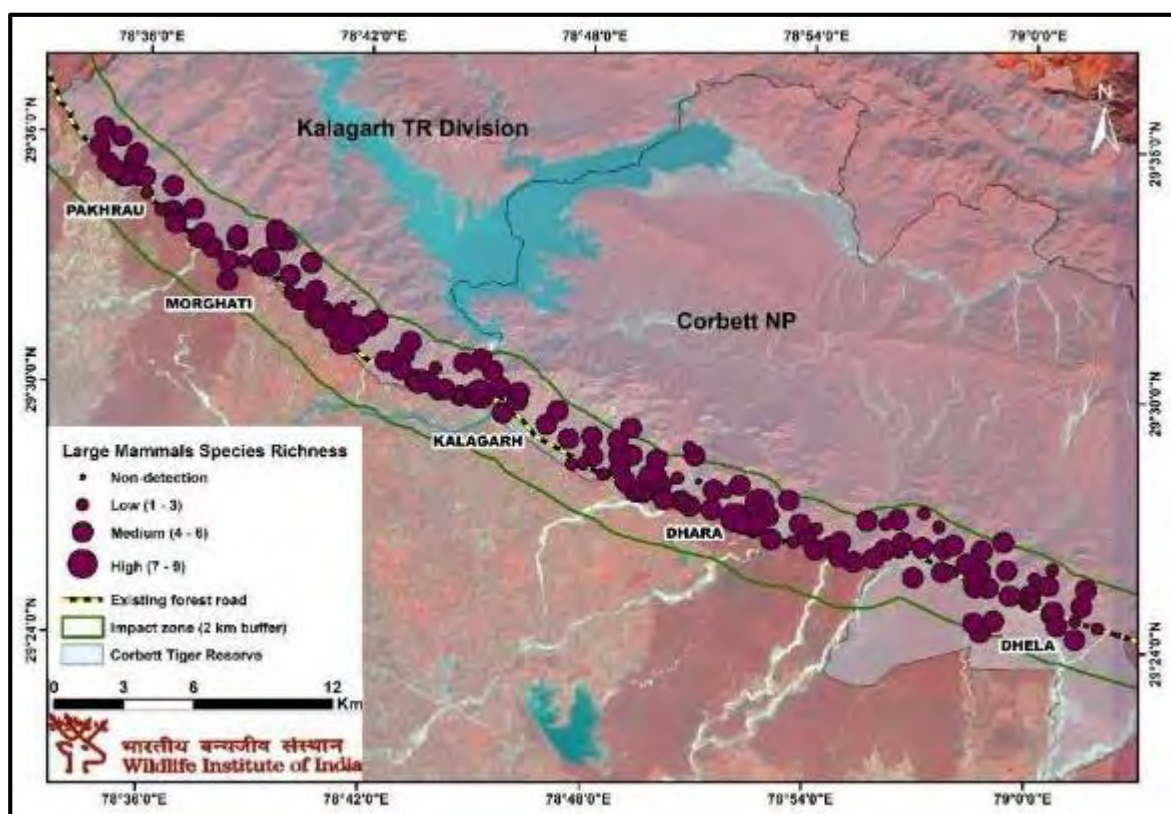 78°36'0"E 78°42'0"E 78°48'0"E 78°54'0"E 79°0'0"E
N
29°36'0"N
29°36'0"N
Kalagarh TR Division
PAKHRAU
MORGHATI
Corbett NP
29°30'0"N
29°30'0"N
KALAGARH
Large Mammals Species Richness
Non-detection
Low (1 - 3)
Medium (4 - 6)
High (7 - 9)
Existing forest road
Impact zone (2 km buffer)
Corbett Tiger Reserve
DHARA
DHELA
29°24'0"N
29°24'0"N
0 3 6 12
Km
भारतीय वन्यजीव संस्थान
Wildlife Institute of India
78°36'0"E 78°42'0"E 78°48'0"E 78°54'0"E 79°0'0"E